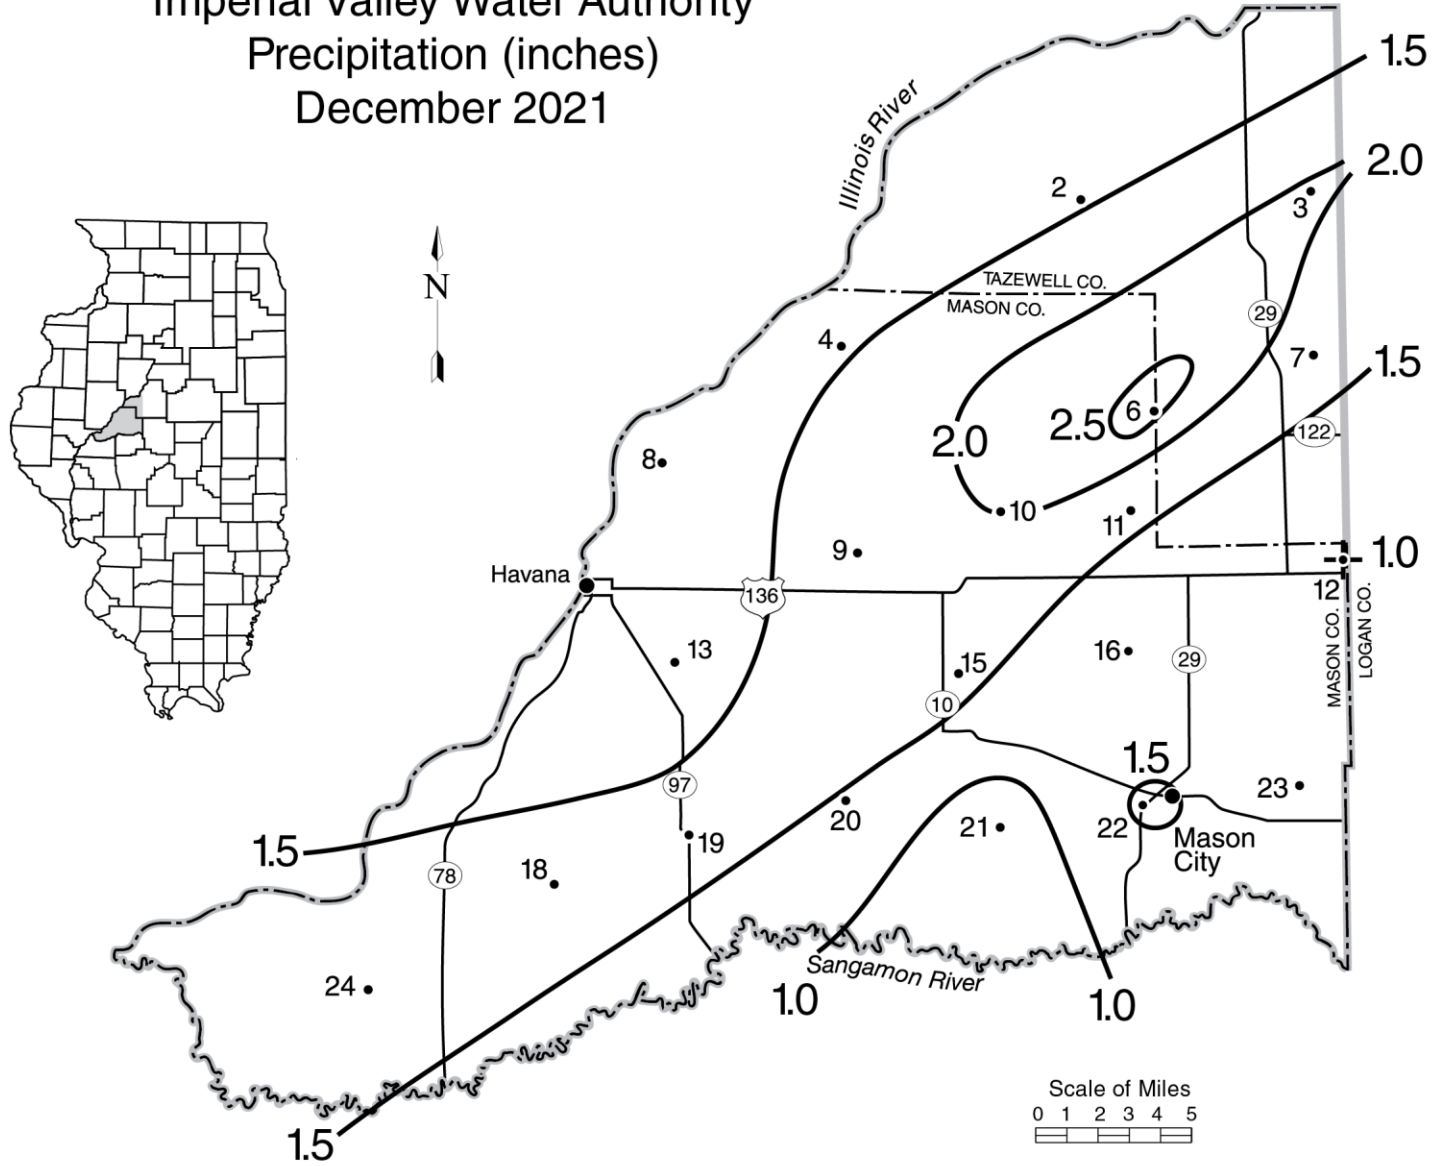 Imperial Valley Water Authority
Precipitation (inches)
December 2021
Illinois River
1.5
2.0
2
3
N
TAZEWELL CO.
MASON CO.
29
4
7
1.5
6
2.5
2.0
122
8
10
11
9
1.0
Havana
136
12
MASON CO.
LOGAN CO.
13
15
16
29
10
1.5
97
23
20
21
22
Mason
City
19
1.5
18
78
24
Sangamon River
1.0
1.0
1.5
Scale of Miles
0 1 2 3 4 5